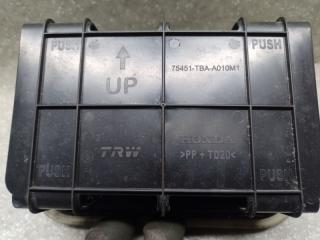 PUSH
PUSH
UP
75451-TBA-A010M1
TRW
HONDA
>PP + TD20<
PUSH
PUSH